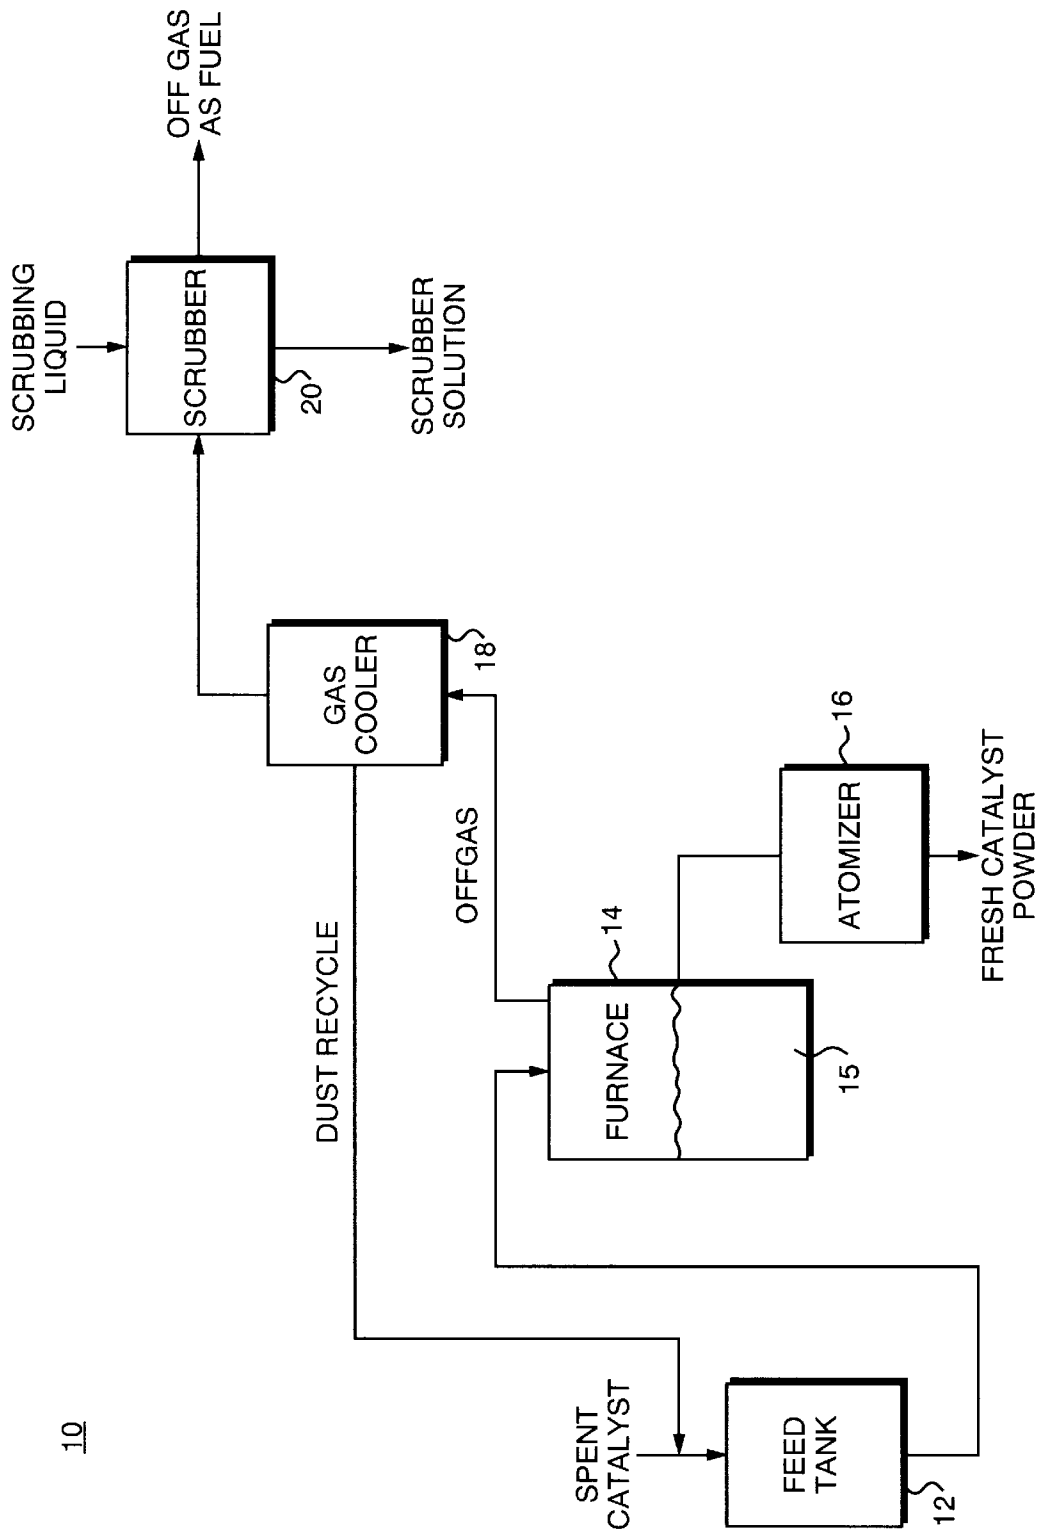 10
SCRUBBING
LIQUID
OFF GAS
AS FUEL
SCRUBBER
20
SCRUBBER
SOLUTION
GAS
COOLER
18
DUST RECYCLE
OFFGAS
FURNACE
14
15
ATOMIZER
16
FRESH CATALYST
POWDER
SPENT
CATALYST
FEED
TANK
12